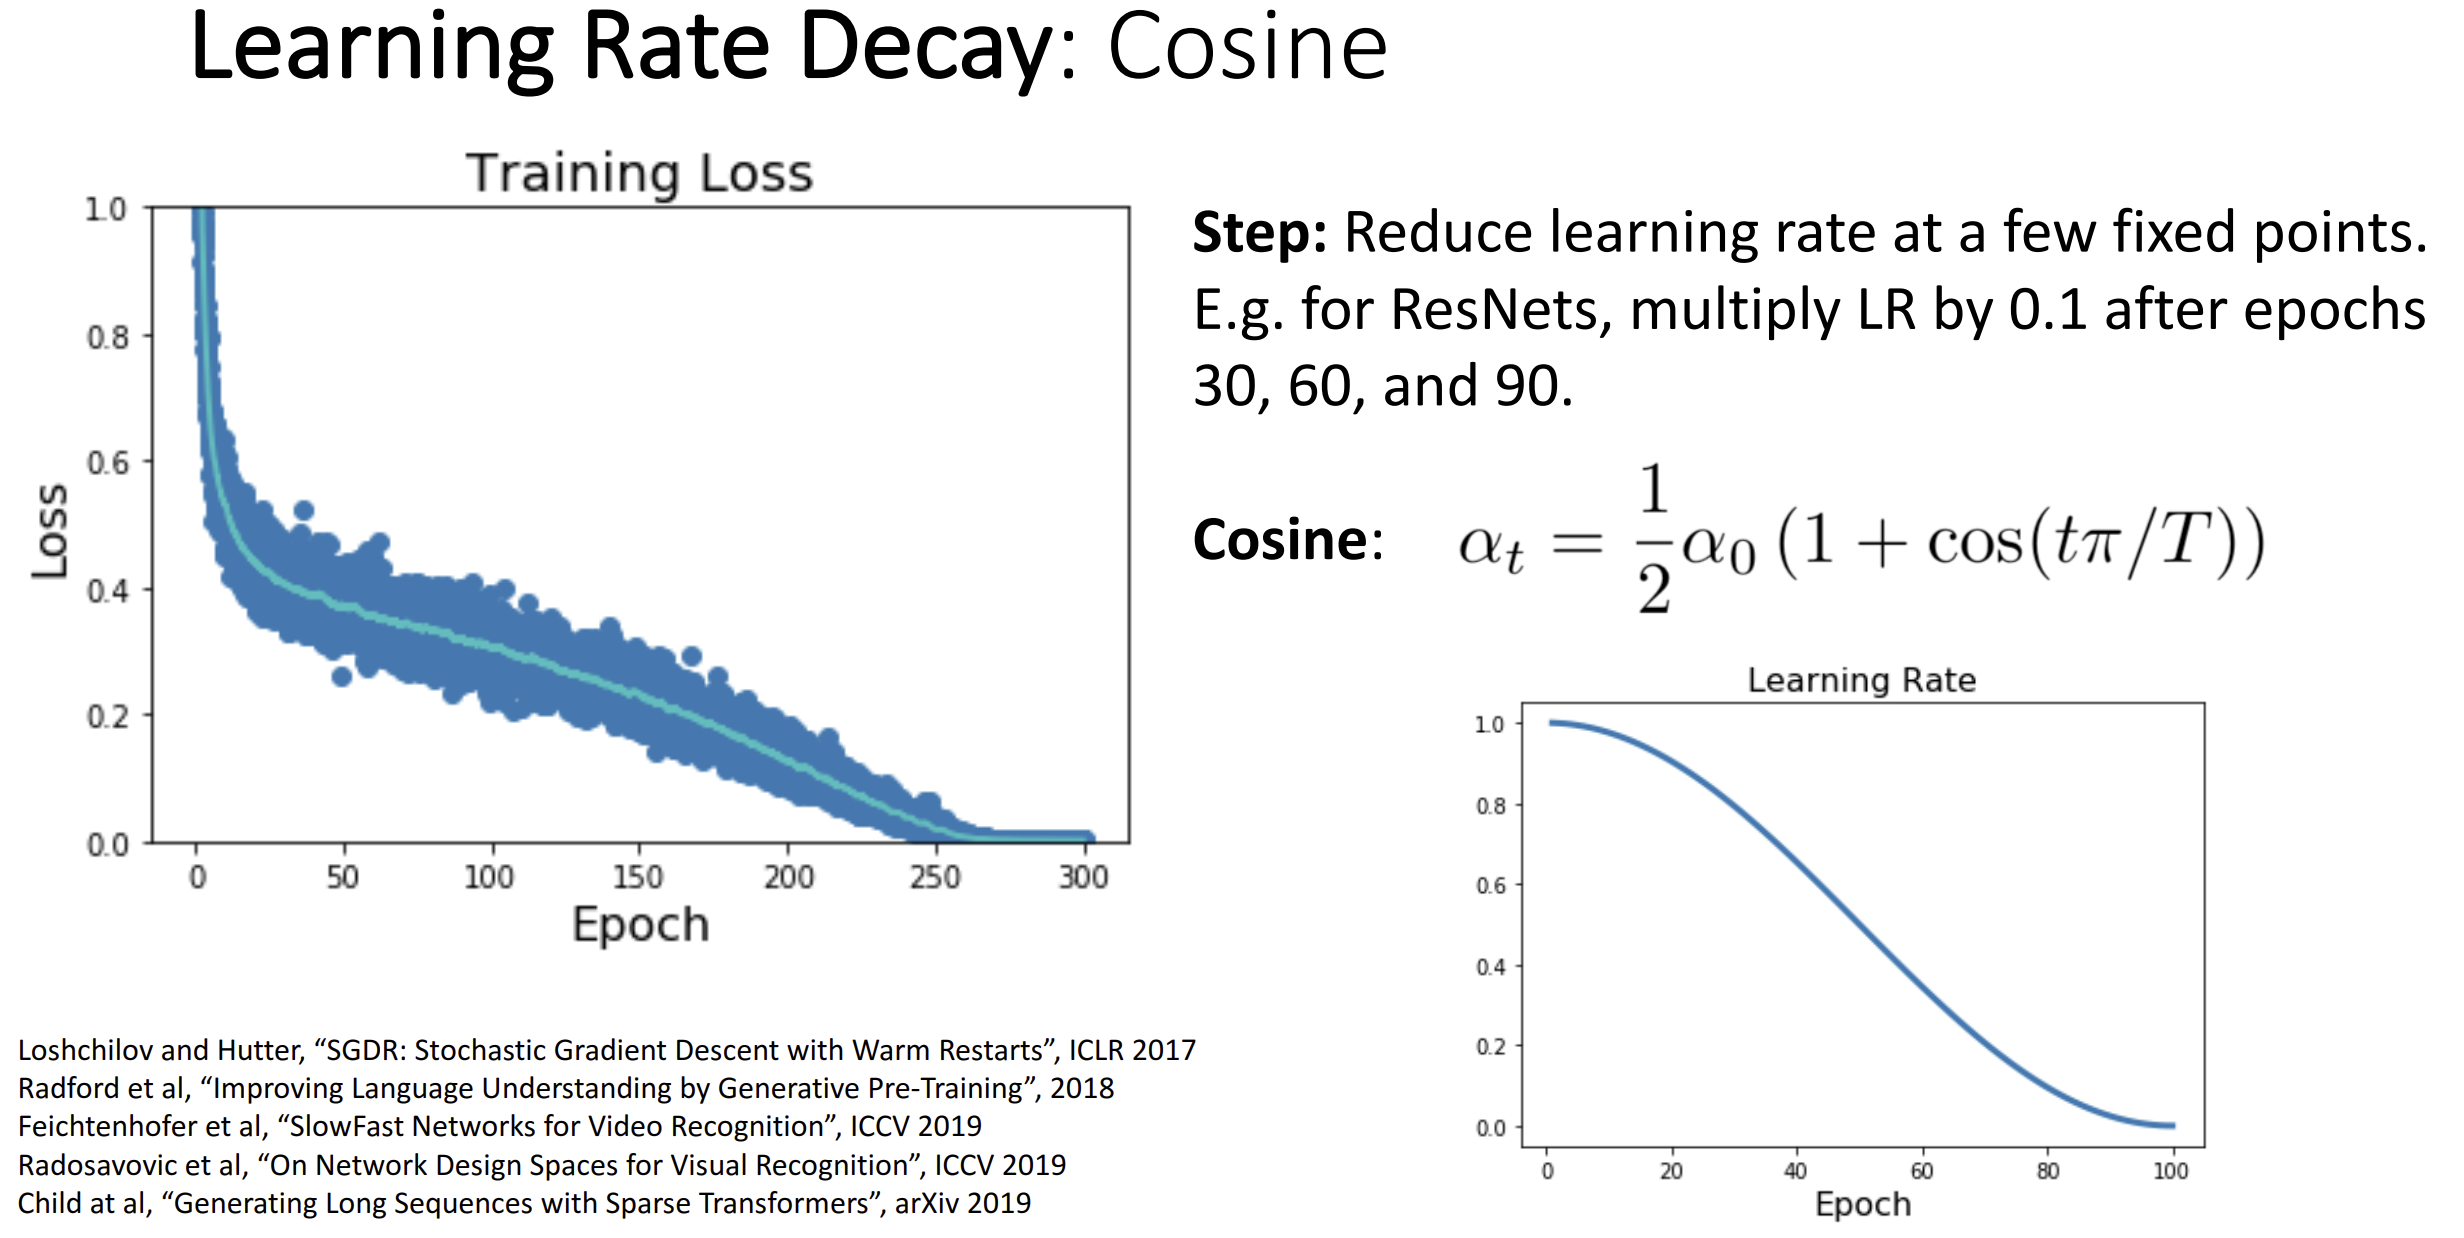 Learning Rate Decay: Cosine
Training Loss
1.0
0.8
0.6
0.4
0.2
0.0
Loss
0 50 100 150 200 250 300
Epoch
Step: Reduce learning rate at a few fixed points.
E.g. for ResNets, multiply LR by 0.1 after epochs
30, 60, and 90.
Cosine: α_t = \frac{1}{2}α_0 (1 + cos(tπ/T))
Learning Rate
1.0
0.8
0.6
0.4
0.2
0.0
0 20 40 60 80 100
Epoch
Loshchilov and Hutter, “SGDR: Stochastic Gradient Descent with Warm Restarts”, ICLR 2017
Radford et al, “Improving Language Understanding by Generative Pre-Training”, 2018
Feichtenhofer et al, “SlowFast Networks for Video Recognition”, ICCV 2019
Radosavovic et al, “On Network Design Spaces for Visual Recognition”, ICCV 2019
Child at al, “Generating Long Sequences with Sparse Transformers”, arXiv 2019